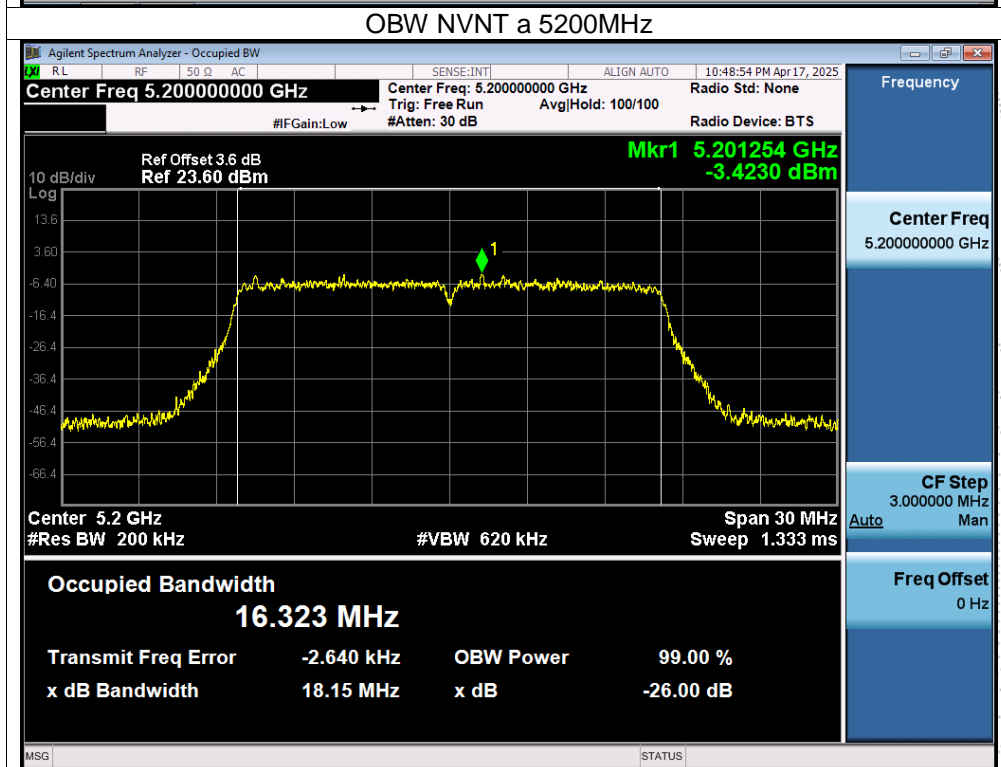 OBW NVNT a 5200MHz
Agilent Spectrum Analyzer - Occupied BW
LXI RL RF 50 Ω AC SENSE:INT ALIGN AUTO 10:48:54 PM Apr 17, 2025
Center Freq 5.200000000 GHz
Center Freq: 5.200000000 GHz
Radio Std: None
Trig: Free Run Avg|Hold: 100/100
#IFGain:Low #Atten: 30 dB Radio Device: BTS
Frequency
Mkr1 5.201254 GHz
-3.4230 dBm
Ref Offset 3.6 dB
10 dB/div Ref 23.60 dBm
Log
13.6
3.60
-6.40
-16.4
-26.4
-36.4
-46.4
-56.4
-66.4
1
Center 5.2 GHz Span 30 MHz
#Res BW 200 kHz #VBW 620 kHz Sweep 1.333 ms
Center Freq
5.200000000 GHz
CF Step
3.000000 MHz
Auto Man
Freq Offset
0 Hz
Occupied Bandwidth
16.323 MHz
Transmit Freq Error -2.640 kHz OBW Power 99.00 %
x dB Bandwidth 18.15 MHz x dB -26.00 dB
MSG STATUS